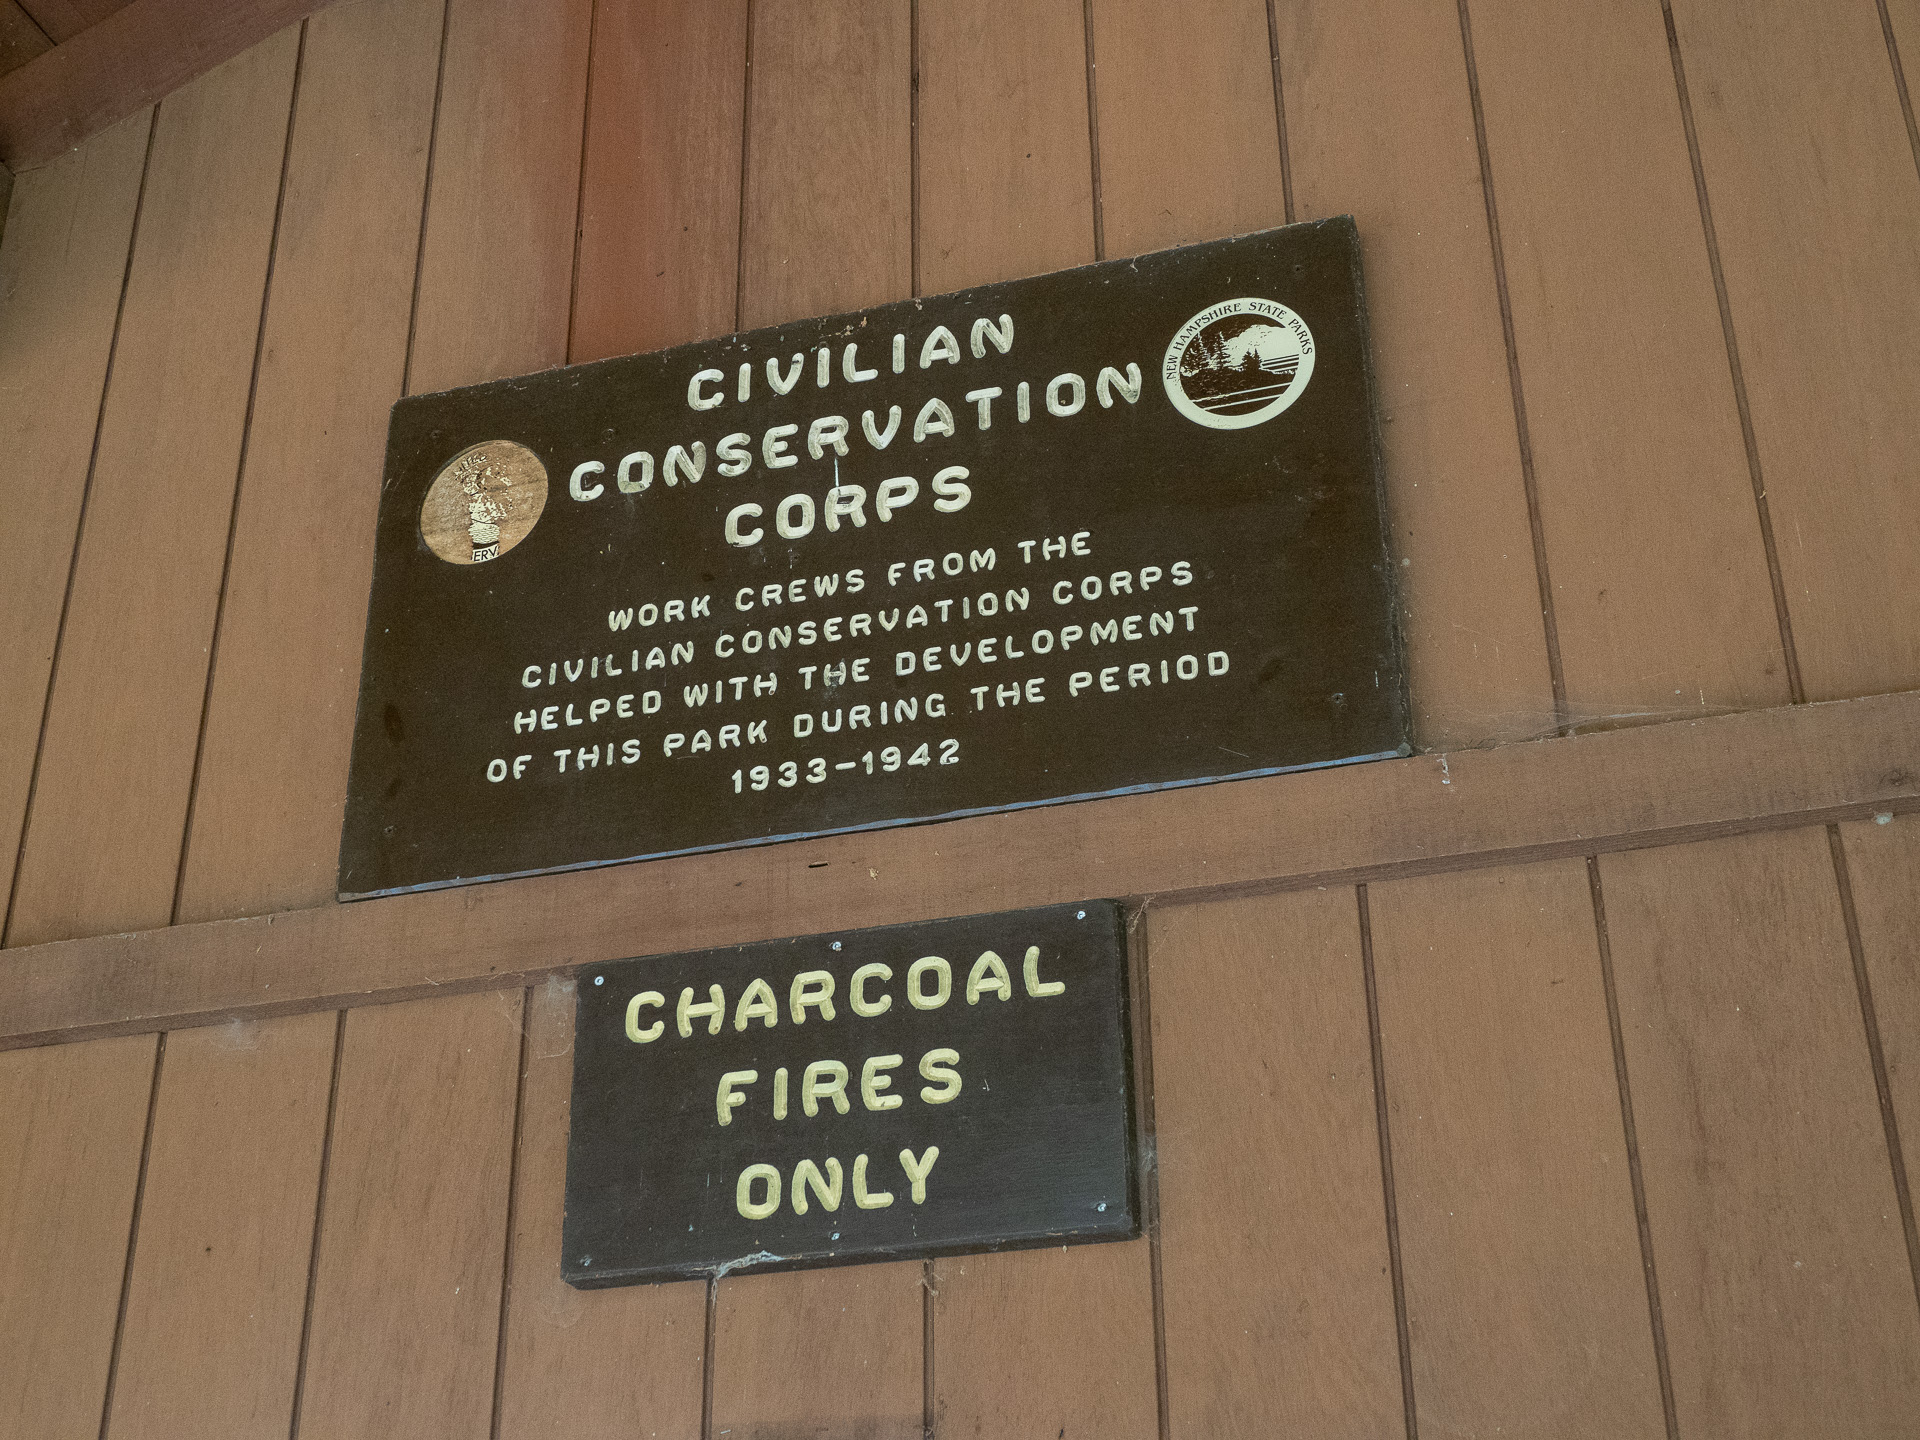 CIVILIAN
CONSERVATION
CORPS
NEW HAMPSHIRE STATE PARKS
WORK CREWS FROM THE
CIVILIAN CONSERVATION CORPS
HELPED WITH THE DEVELOPMENT
OF THIS PARK DURING THE PERIOD
1933-1942
CHARCOAL
FIRES
ONLY